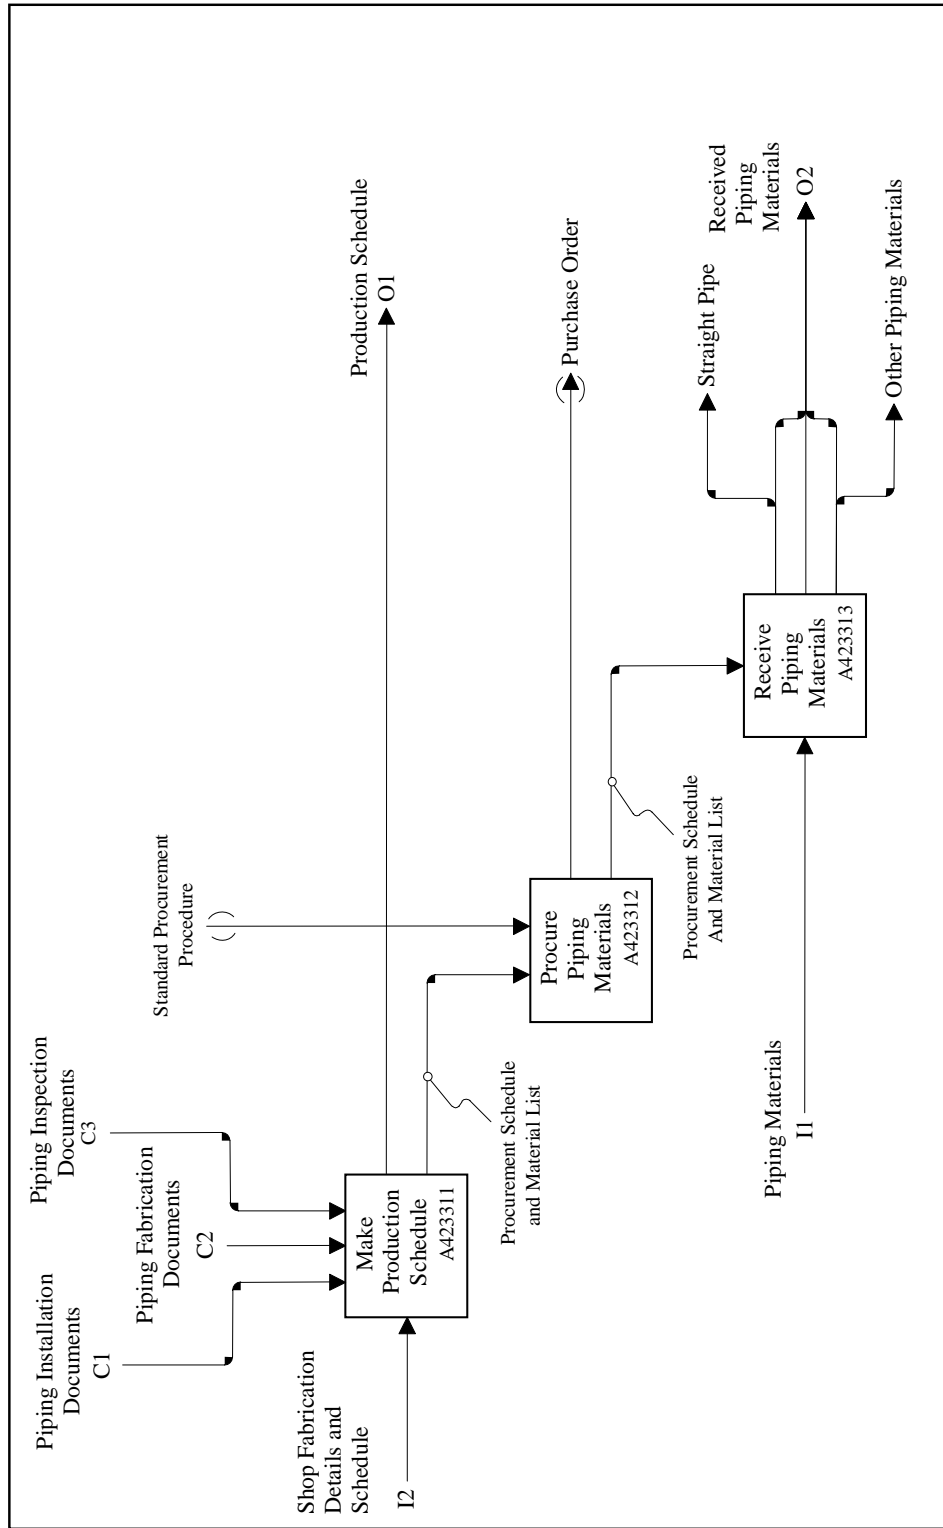 Piping Installation
Documents
C1
Piping Fabrication
Documents
C2
Piping Inspection
Documents
C3
Standard Procurement
Procedure
Shop Fabrication
Details and
Schedule
I2
Make
Production
Schedule
A423311
Production Schedule
O1
Procurement Schedule
and Material List
Procure
Piping
Materials
A423312
Purchase Order
Procurement Schedule
And Material List
Piping Materials
I1
Receive
Piping
Materials
A423313
Straight Pipe
Received
Piping
Materials
O2
Other Piping Materials